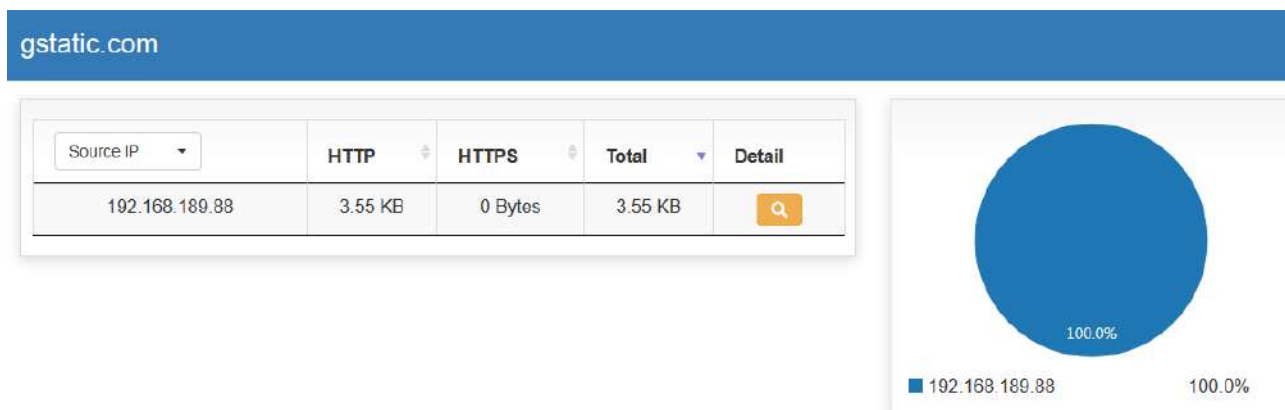 gstatic.com
Source IP HTTP HTTPS Total Detail
192.168.189.88 3.55 KB 0 Bytes 3.55 KB
100.0%
192.168.189.88 100.0%